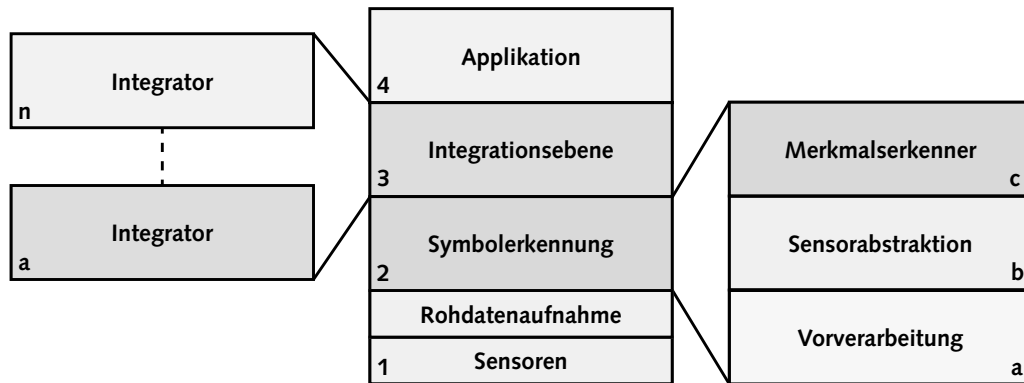 Integrator
n
Integrator
a
Applikation
4
Integrationsebene
3
Symbolerkennung
2
Rohdatenaufnahme
Sensoren
1
Merkmalserkenner
c
Sensorabstraktion
b
Vorverarbeitung
a